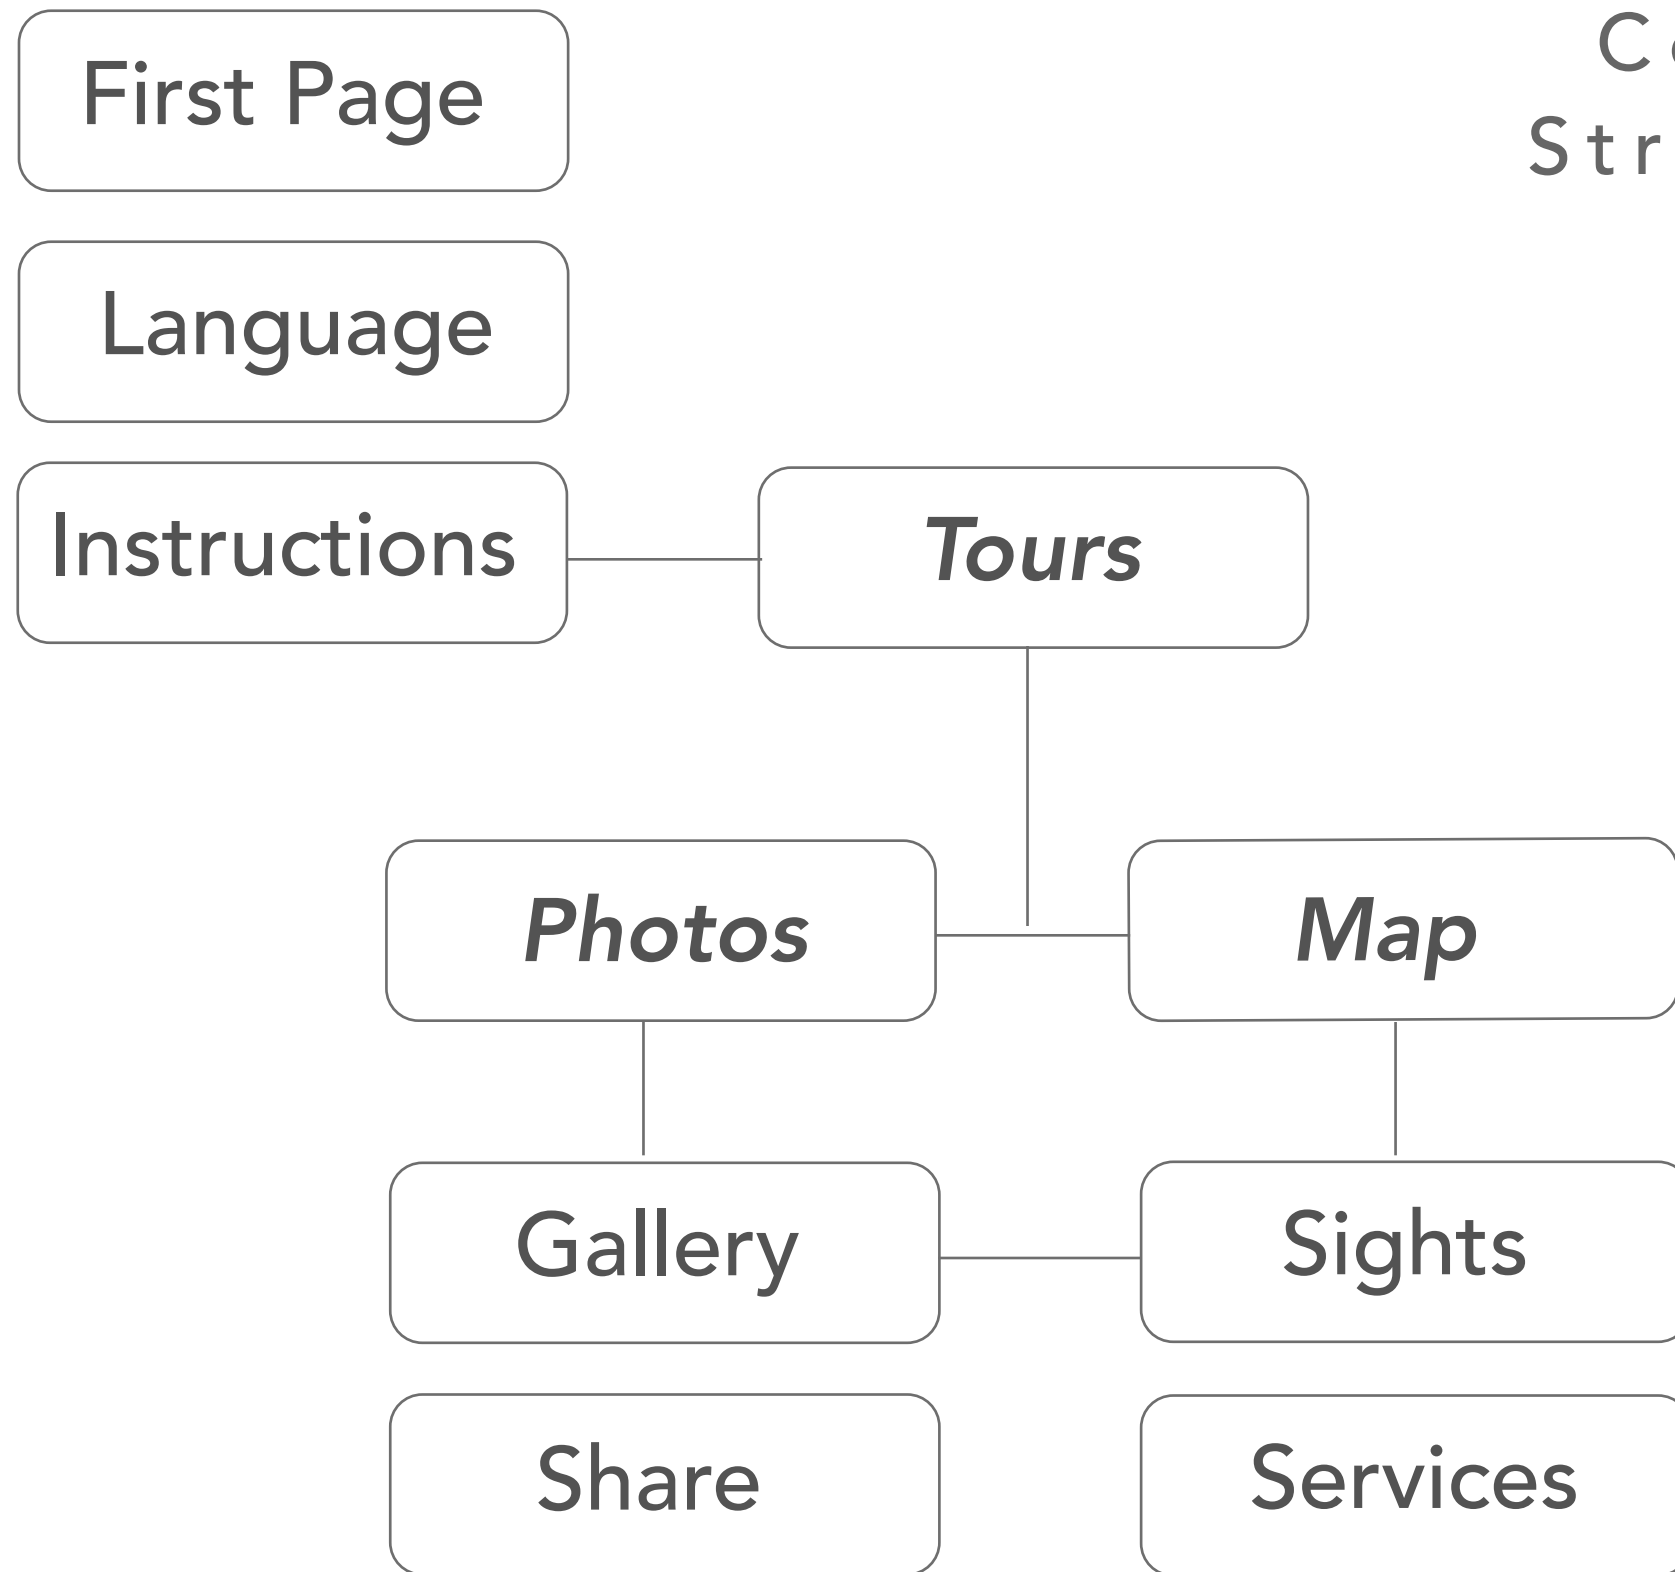 First Page
Language
Instructions
Tours
Photos
Map
Gallery
Sights
Share
Services